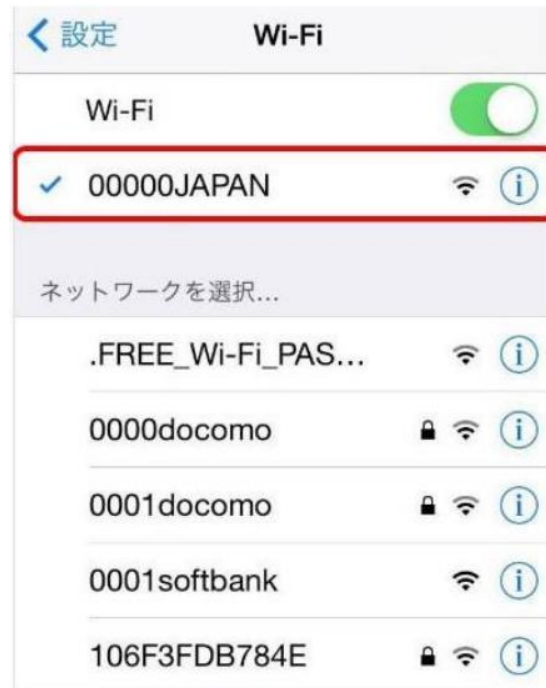 設定 Wi-Fi
Wi-Fi
00000JAPAN
ネットワークを選択...
.FREE_Wi-Fi_PAS...
0000docomo
0001docomo
0001softbank
106F3FDB784E